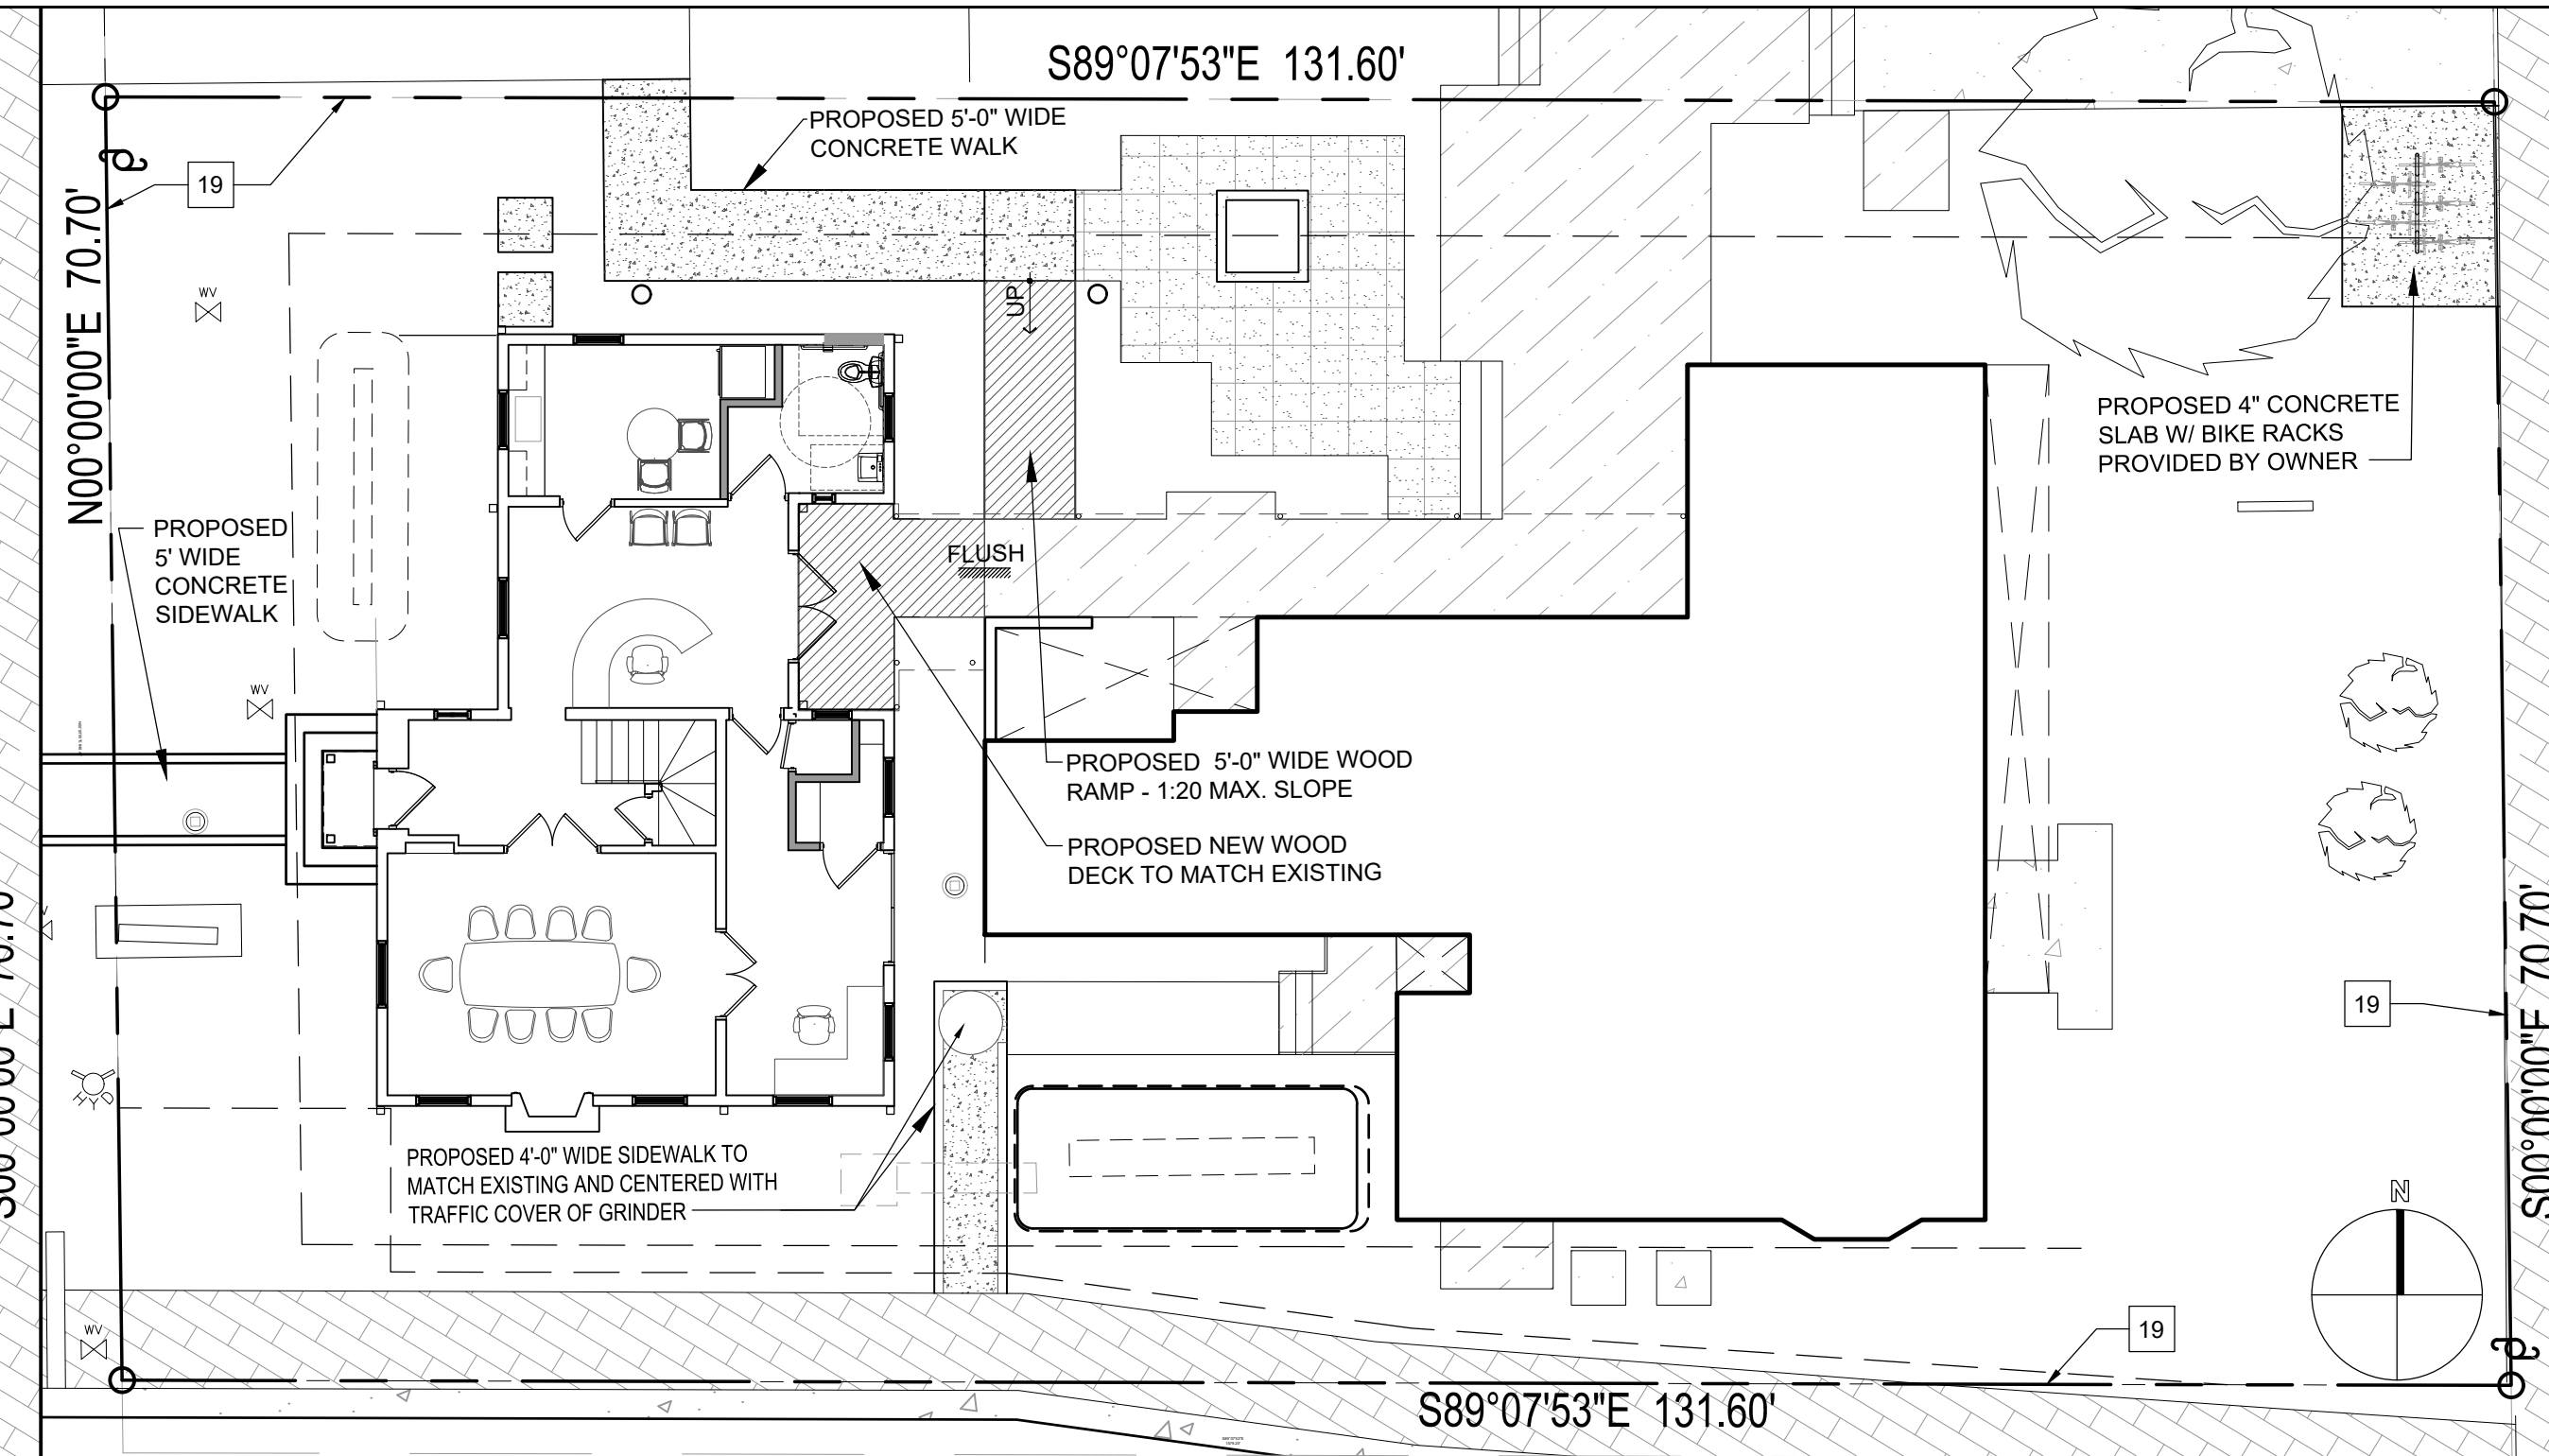 S89°07'53"E 131.60'
PROPOSED 5'-0" WIDE
CONCRETE WALK
19
N00°00'00"E 70.70'
WV
UP
PROPOSED 4" CONCRETE
SLAB W/ BIKE RACKS
PROVIDED BY OWNER
PROPOSED
5' WIDE
CONCRETE
SIDEWALK
FLUSH
WV
PROPOSED 5'-0" WIDE WOOD
RAMP - 1:20 MAX. SLOPE
PROPOSED NEW WOOD
DECK TO MATCH EXISTING
19
S00°00'00"E 70.70'
HYD
PROPOSED 4'-0" WIDE SIDEWALK TO
MATCH EXISTING AND CENTERED WITH
TRAFFIC COVER OF GRINDER
N
WV
19
S89°07'53"E 131.60'